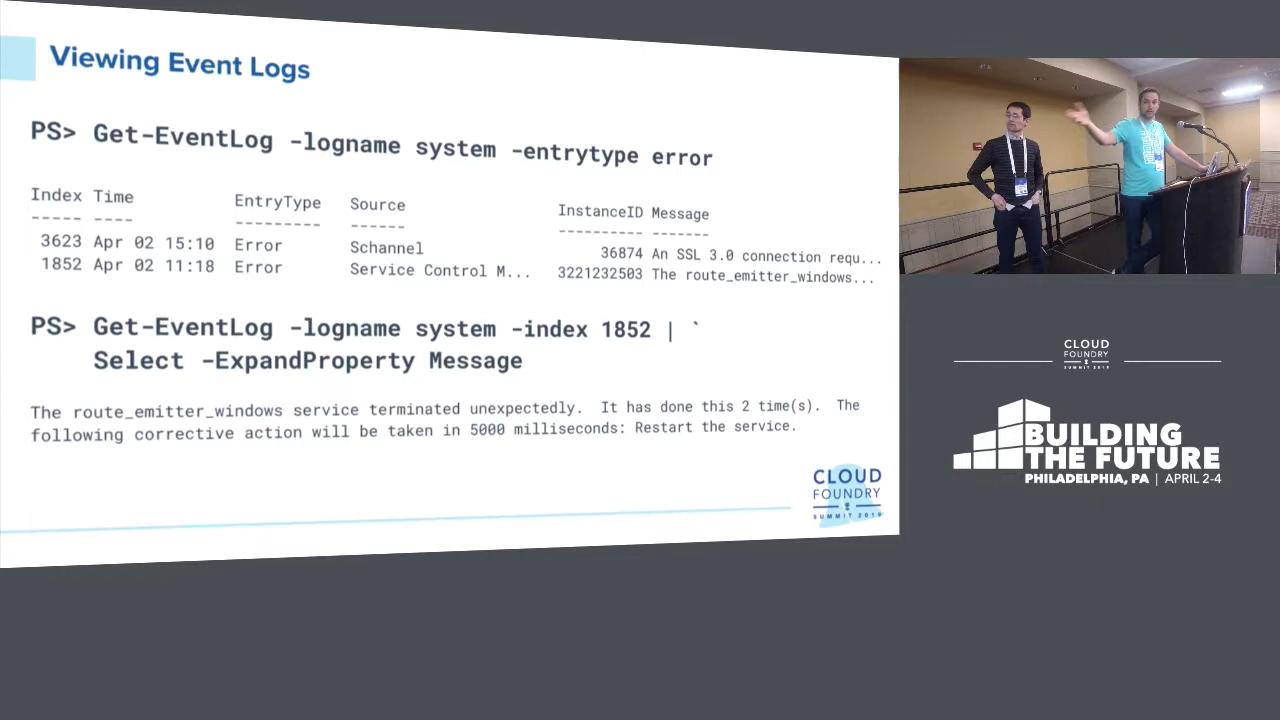 Viewing Event Logs
PS> Get-EventLog -logname system -entrytype error
Index Time EntryType Source InstanceID Message
----- ---- --------- ------ ---------- -------
3623 Apr 02 15:10 Error Schannel 36874 An SSL 3.0 connection requ...
1852 Apr 02 11:18 Error Service Control M... 3221232503 The route_emitter_windows...
PS> Get-EventLog -logname system -index 1852 | `
Select -ExpandProperty Message
The route_emitter_windows service terminated unexpectedly. It has done this 2 time(s). The
following corrective action will be taken in 5000 milliseconds: Restart the service.
CLOUD
FOUNDRY
SUMMIT 2019
CLOUD
FOUNDRY
SUMMIT 2019
BUILDING
THE FUTURE
PHILADELPHIA, PA | APRIL 2-4